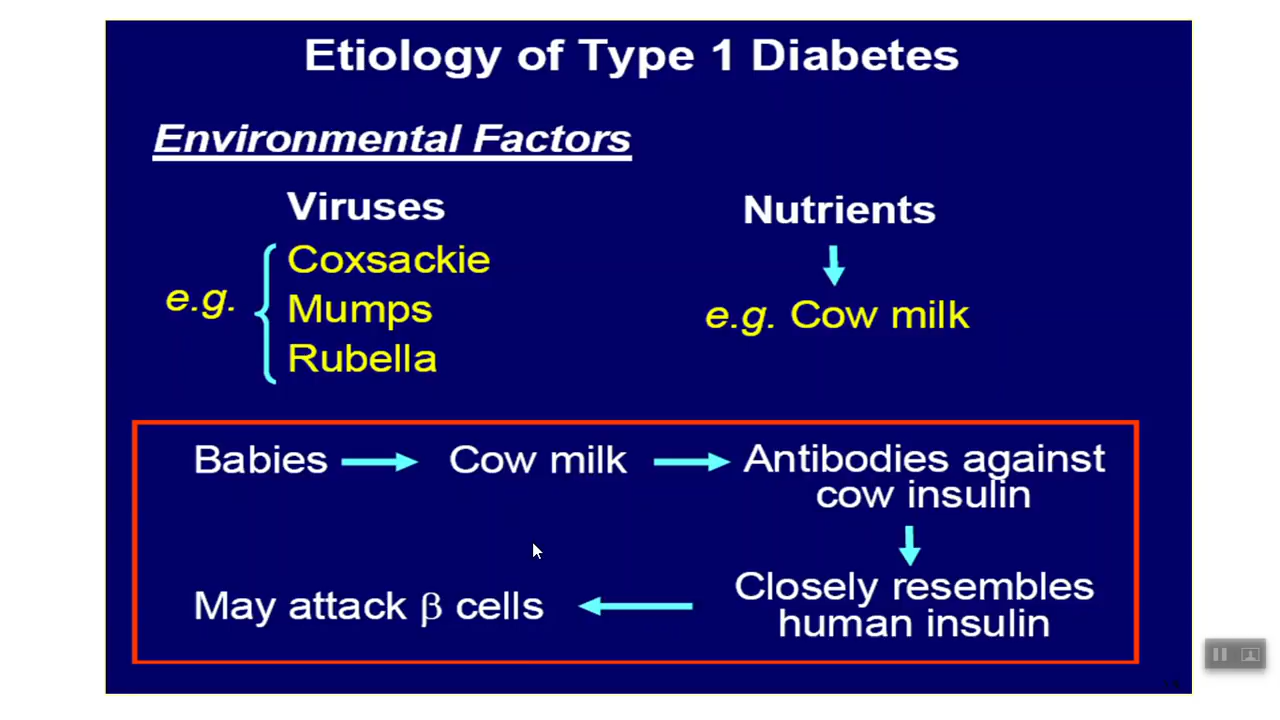 Etiology of Type 1 Diabetes
Environmental Factors
Viruses
e.g.
Coxsackie
Mumps
Rubella
Nutrients
e.g. Cow milk
Babies
Cow milk
Antibodies against
cow insulin
Closely resembles
human insulin
May attack β cells